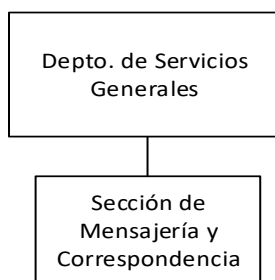 Depto. de Servicios
Generales
Sección de
Mensajería y
Correspondencia